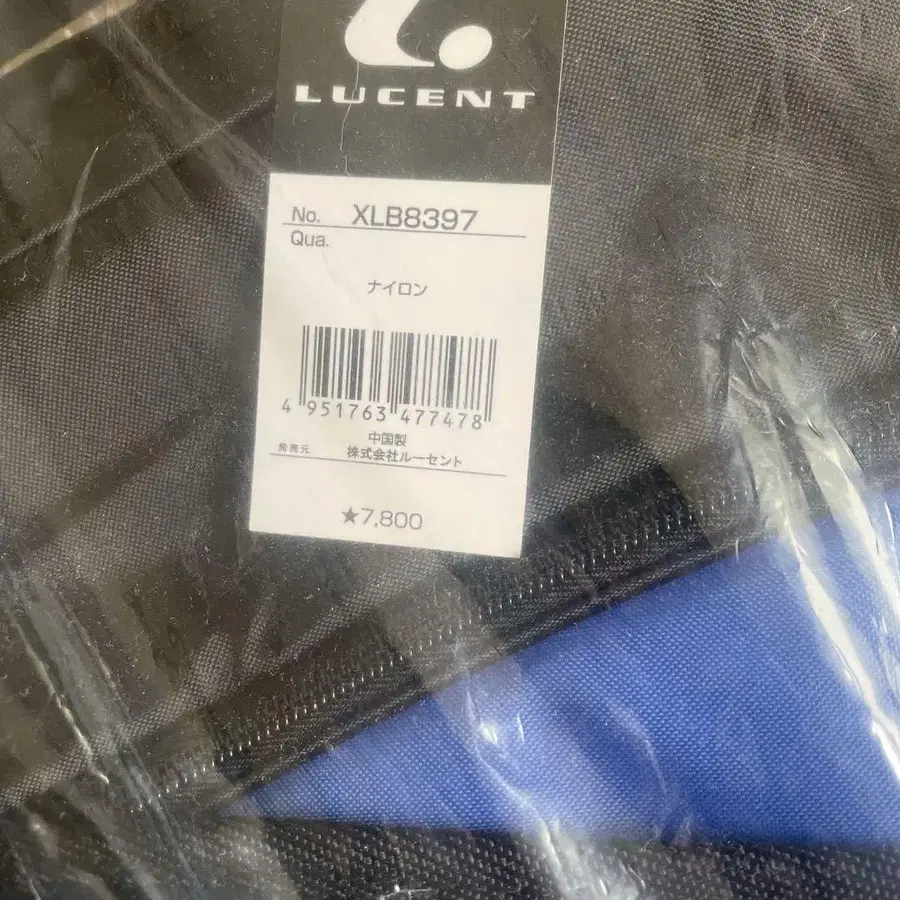 LUCENT
No. XLB8397
Qua.
ナイロン
4 951763 477478
中国製
発売元 株式会社ルーセント
★7,800